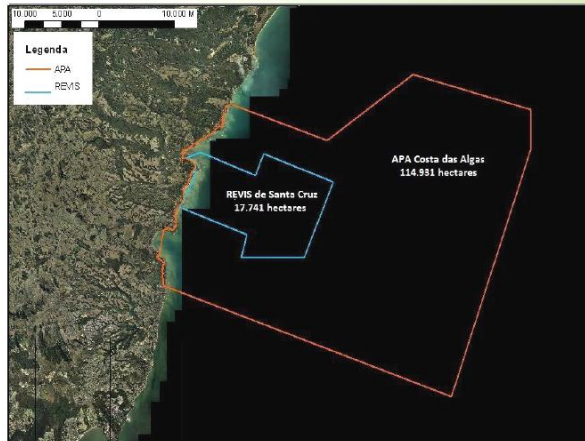 10.000 5.000 0 10.000 M
Legenda
APA
REVIS
APA Costa das Algas
114.931 hectares
REVIS de Santa Cruz
17.741 hectares